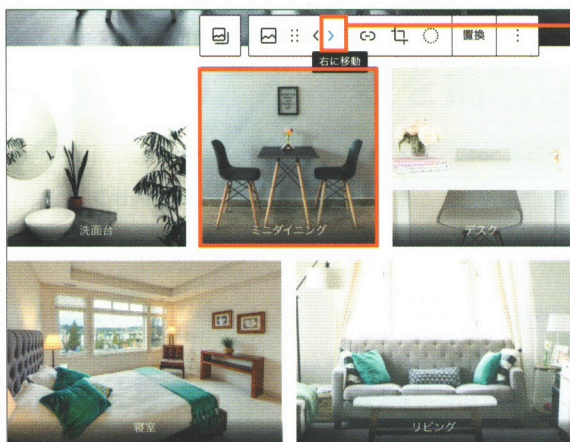 置換
右に移動
洗面台
ミニダイニング
デスク
寝室
リビング